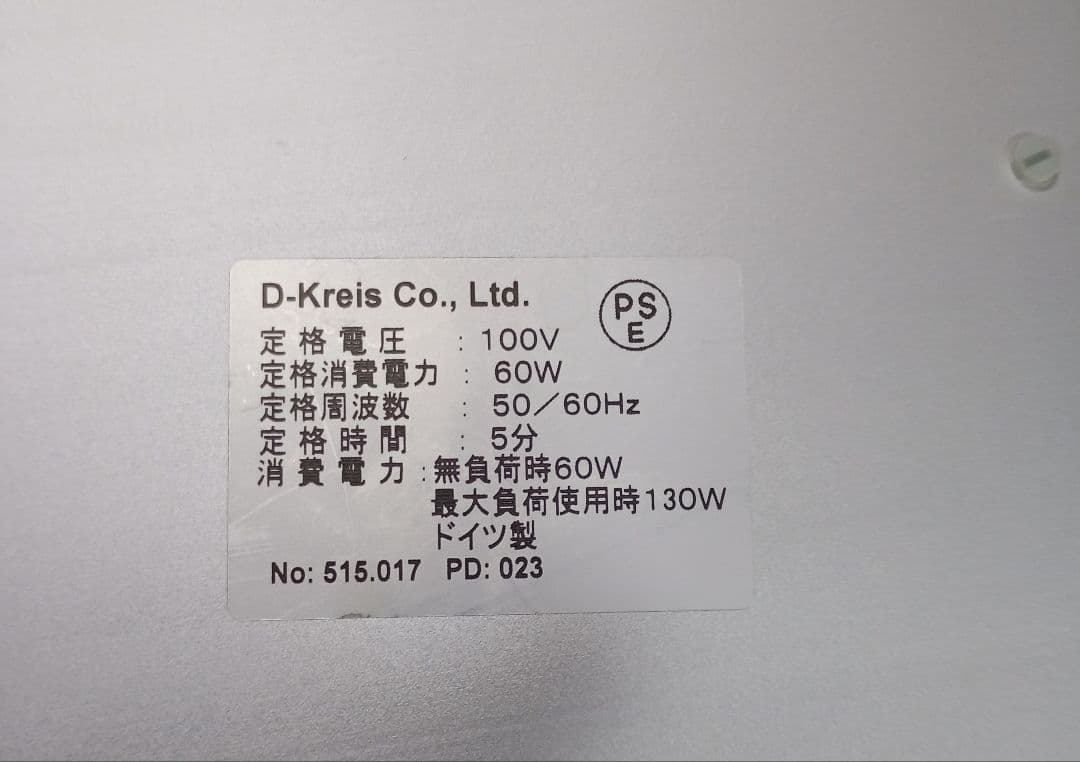 D-Kreis Co., Ltd.
PS
E
定格電圧 : 100V
定格消費電力 : 60W
定格周波数 : 50／60Hz
定格時間 : 5分
消費電力 : 無負荷時60W
最大負荷使用時130W
ドイツ製
No: 515.017 PD: 023